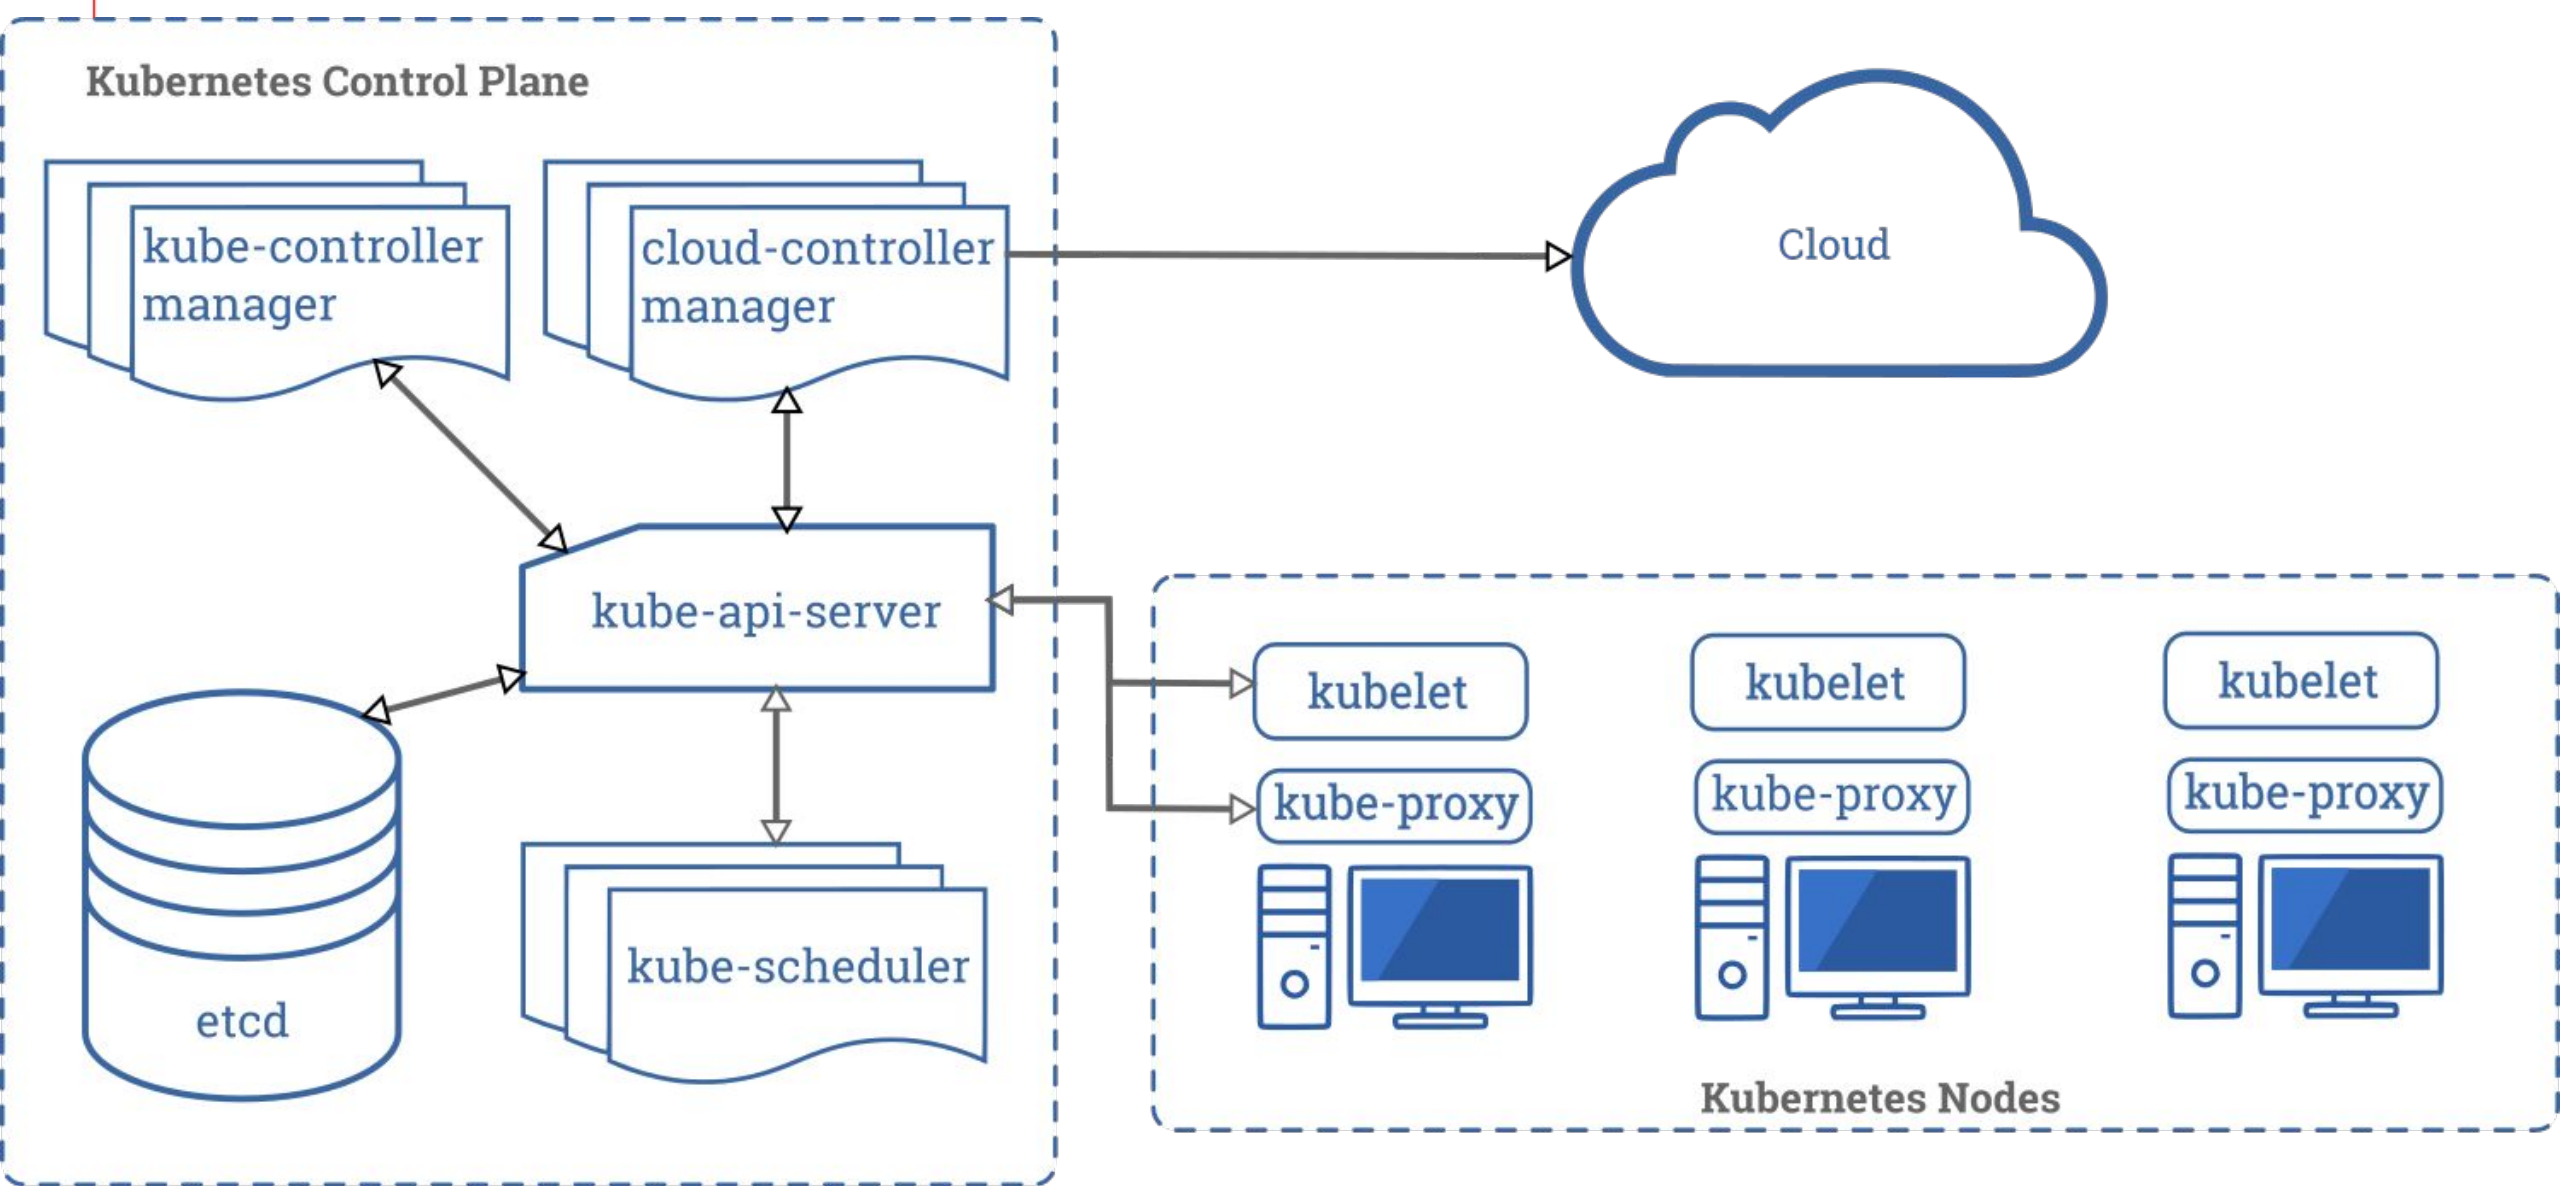 Kubernetes Control Plane
kube-controller
manager
cloud-controller
manager
Cloud
kube-api-server
etcd
kube-scheduler
kubelet
kubelet
kubelet
kube-proxy
kube-proxy
kube-proxy
Kubernetes Nodes